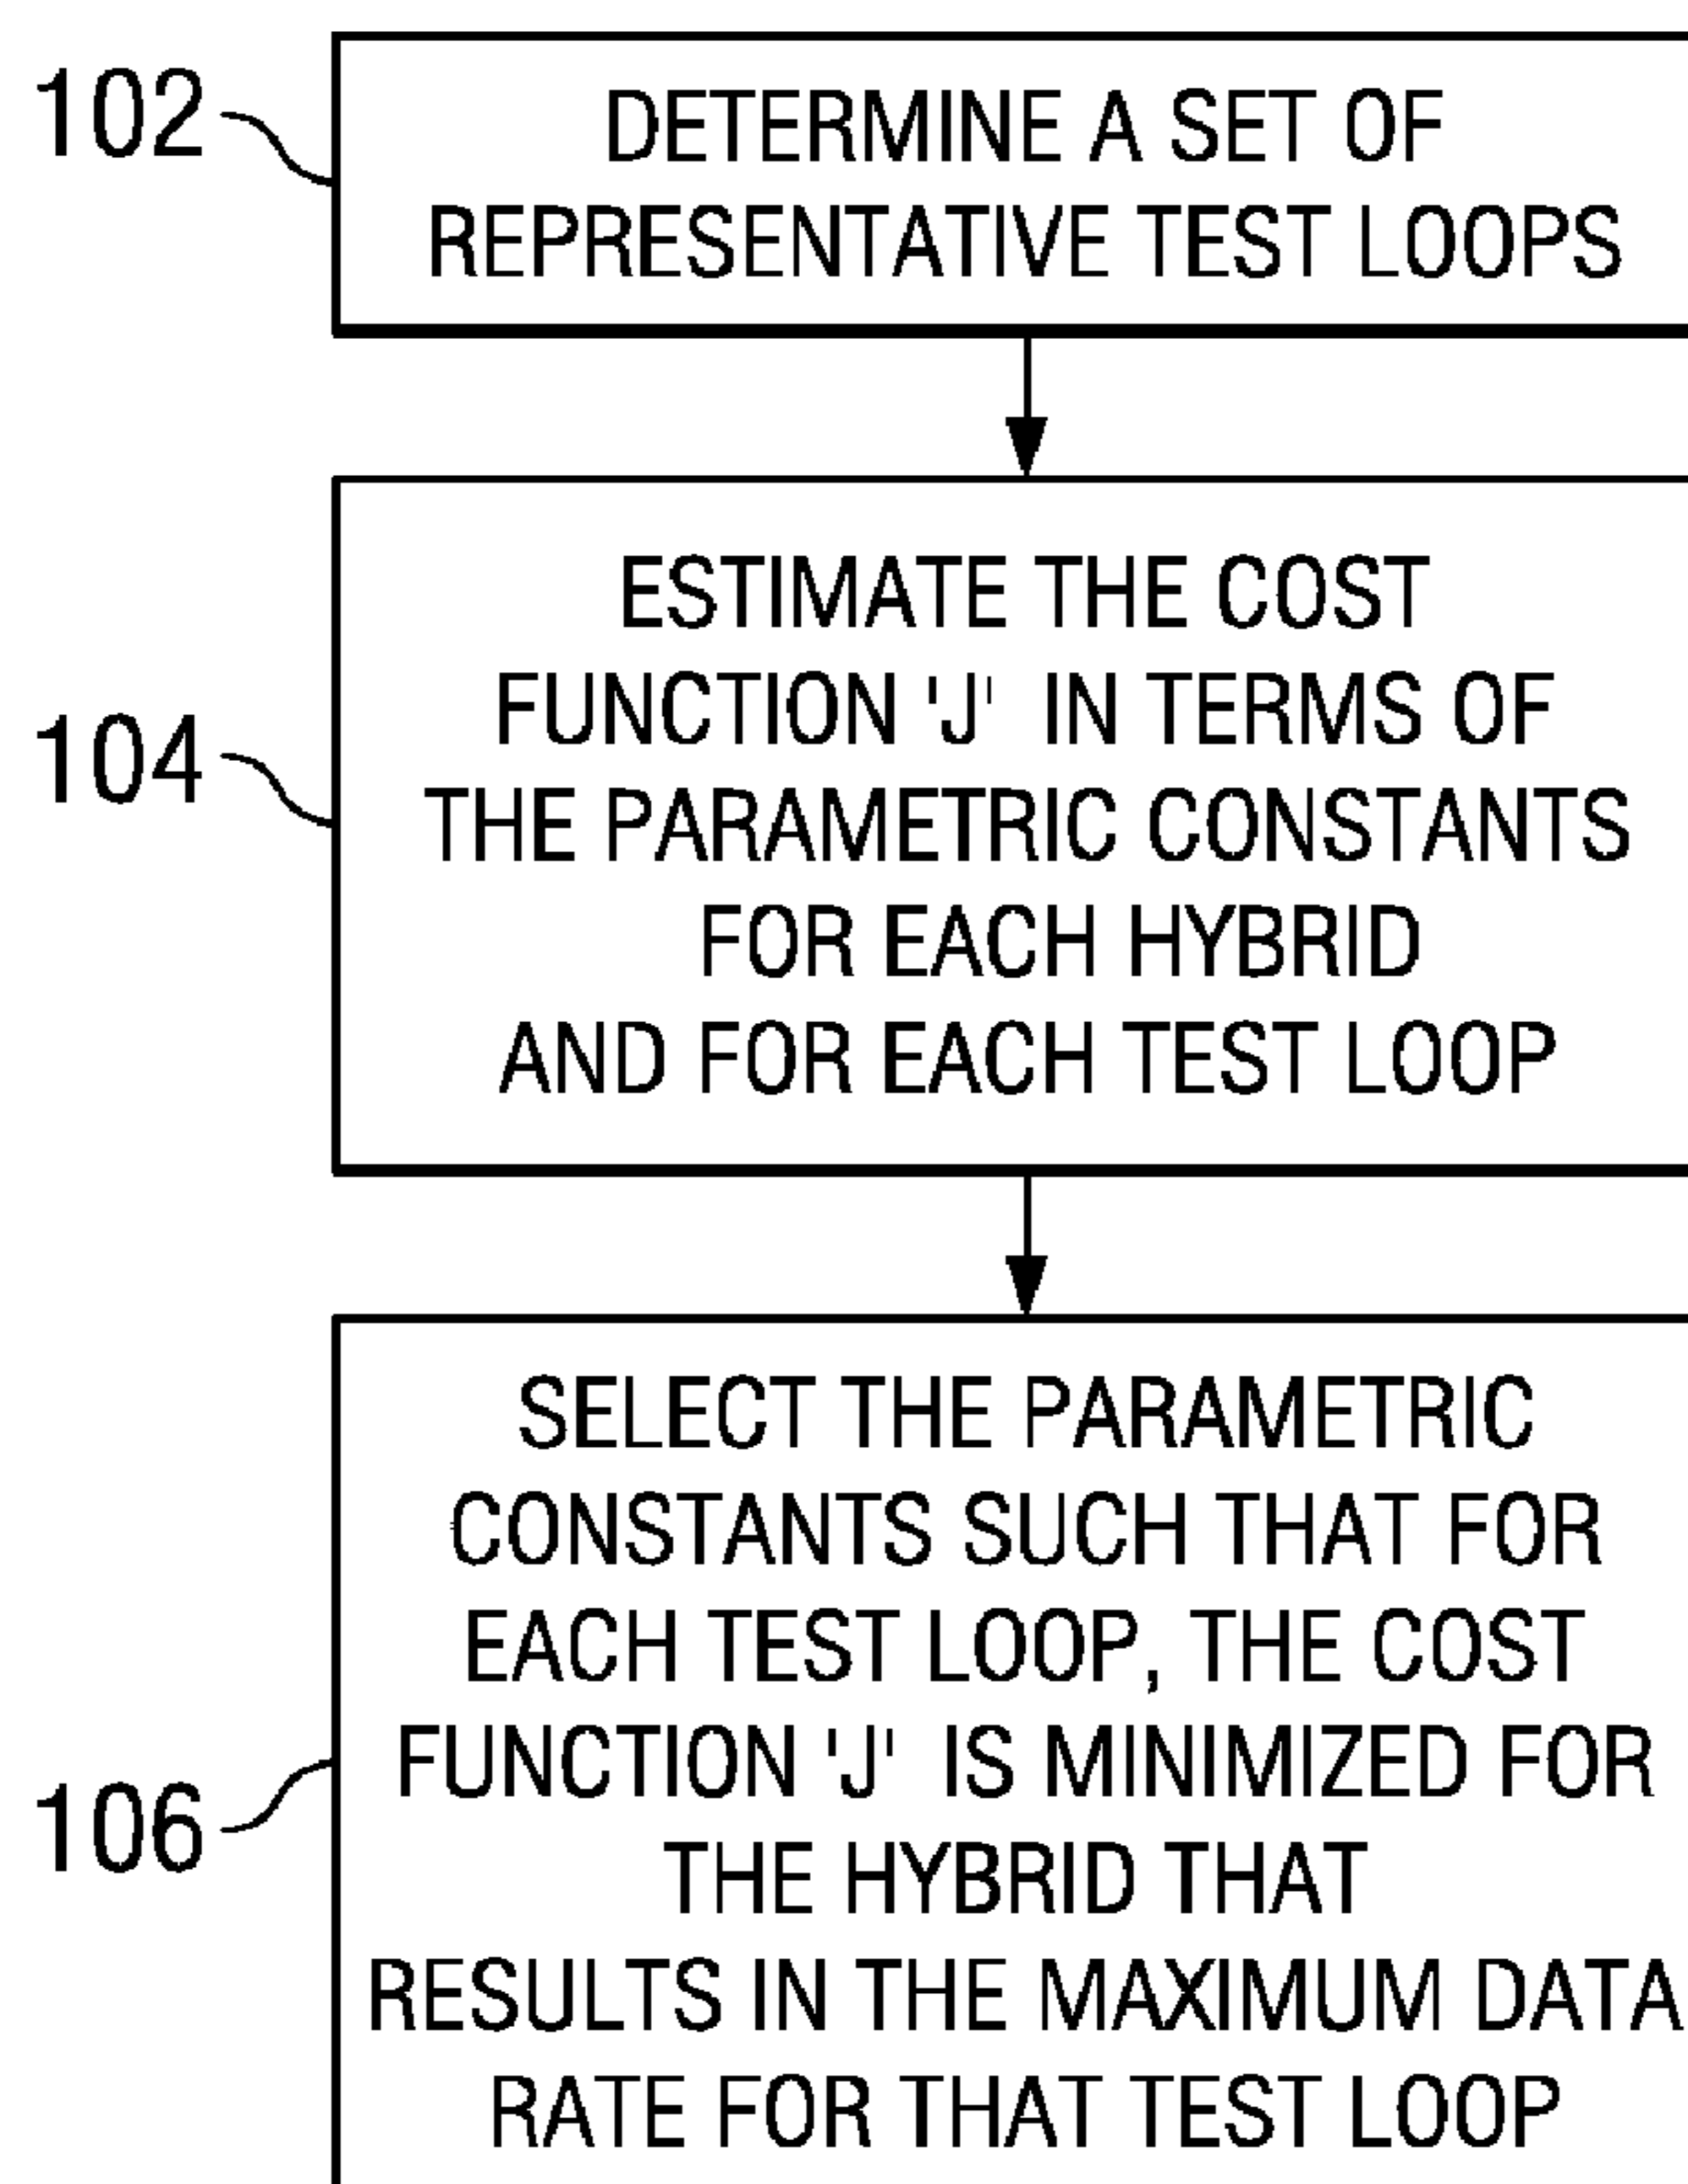 102
DETERMINE A SET OF
REPRESENTATIVE TEST LOOPS
104
ESTIMATE THE COST
FUNCTION 'J' IN TERMS OF
THE PARAMETRIC CONSTANTS
FOR EACH HYBRID
AND FOR EACH TEST LOOP
106
SELECT THE PARAMETRIC
CONSTANTS SUCH THAT FOR
EACH TEST LOOP, THE COST
FUNCTION 'J' IS MINIMIZED FOR
THE HYBRID THAT
RESULTS IN THE MAXIMUM DATA
RATE FOR THAT TEST LOOP